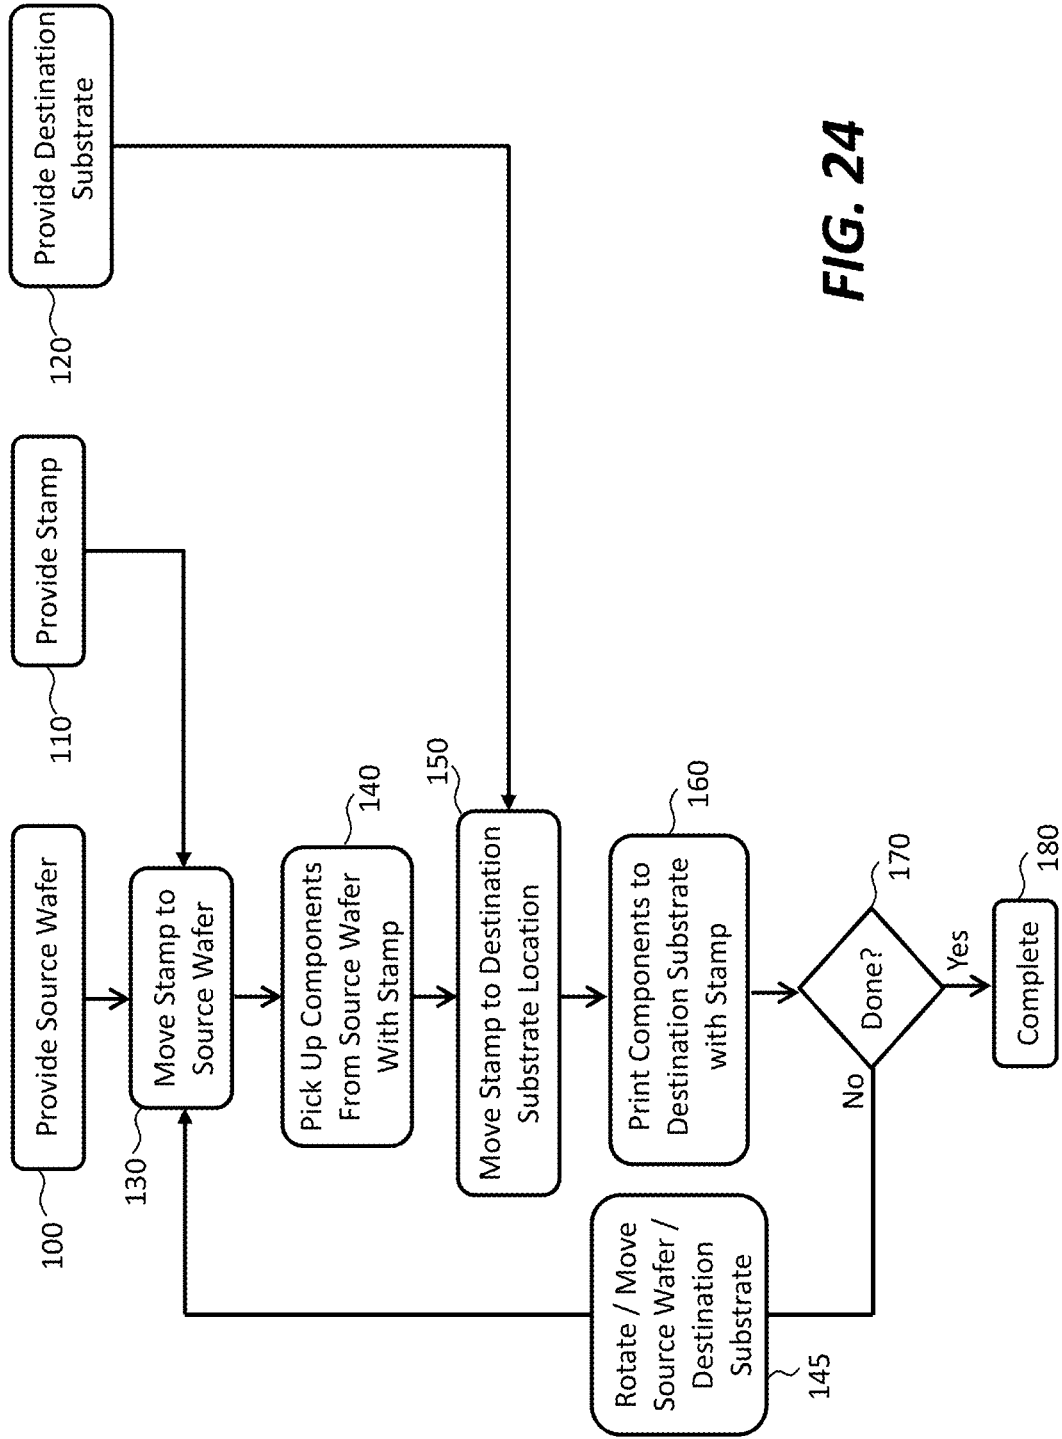 100
Provide Source Wafer
110
Provide Stamp
120
Provide Destination
Substrate
130
Move Stamp to
Source Wafer
140
Pick Up Components
From Source Wafer
With Stamp
150
Move Stamp to Destination
Substrate Location
160
Print Components to
Destination Substrate
with Stamp
145
Rotate / Move
Source Wafer /
Destination
Substrate
170
Done?
No
Yes
180
Complete
FIG. 24